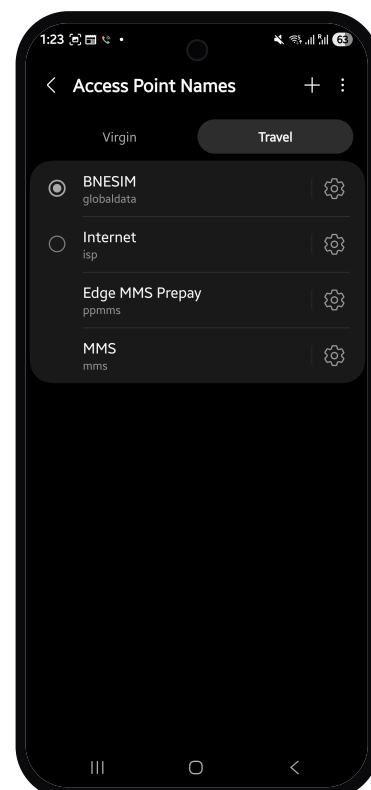 1:23 63
Access Point Names
Virgin Travel
BNESIM
globaldata
Internet
isp
Edge MMS Prepay
ppmms
MMS
mms